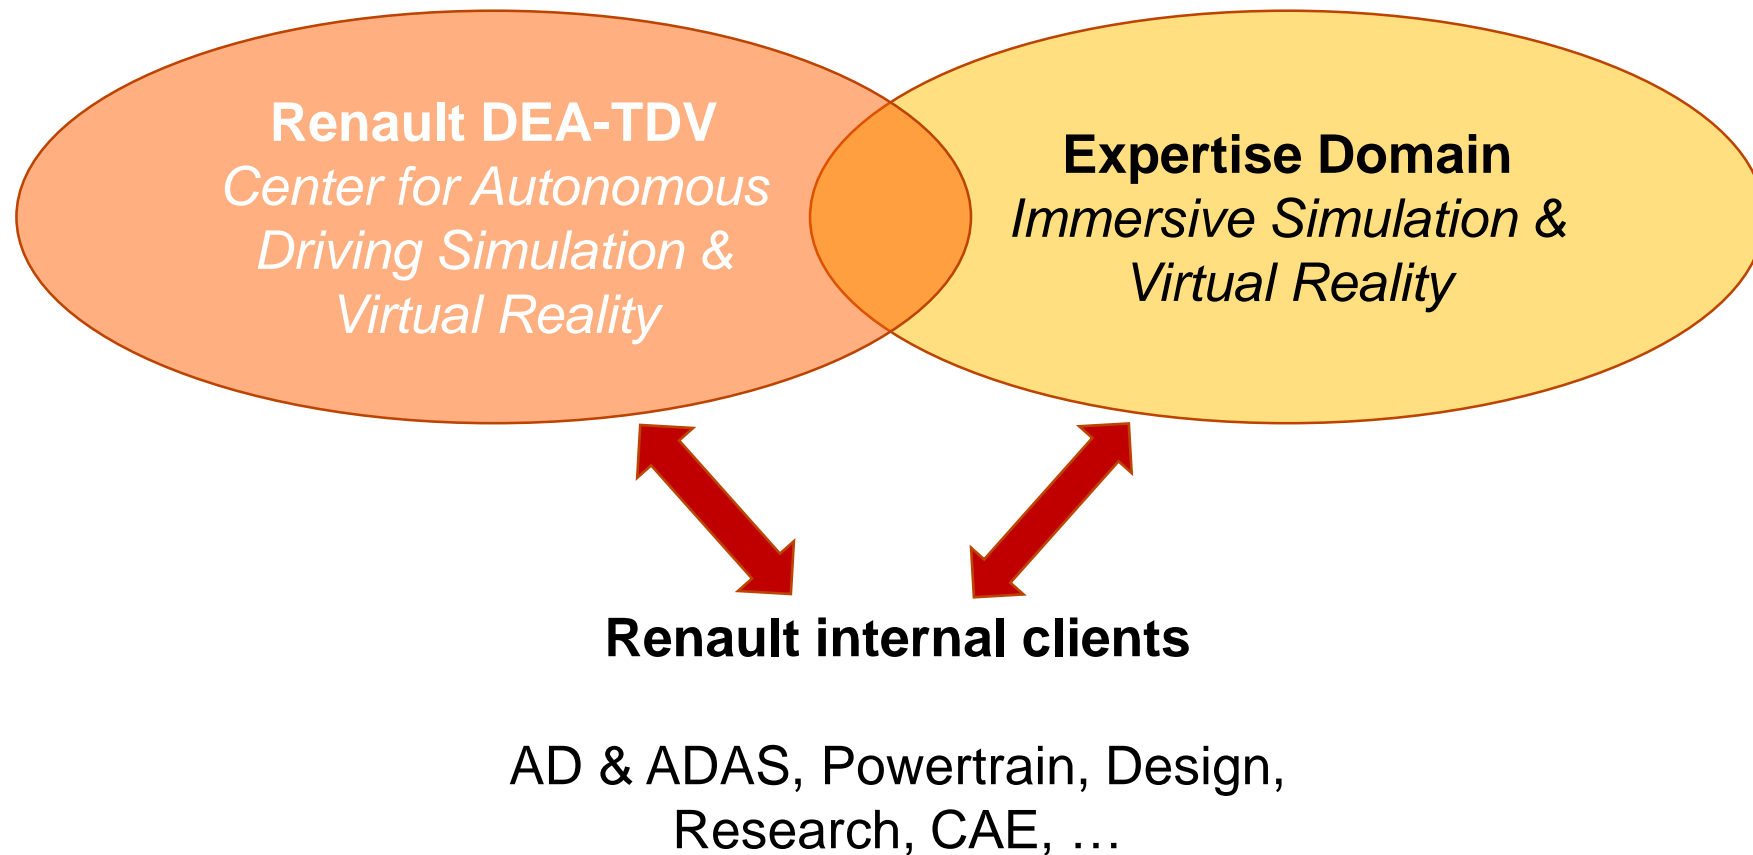 Renault DEA-TDV
Center for Autonomous
Driving Simulation &
Virtual Reality
Expertise Domain
Immersive Simulation &
Virtual Reality
Renault internal clients
AD & ADAS, Powertrain, Design,
Research, CAE, …